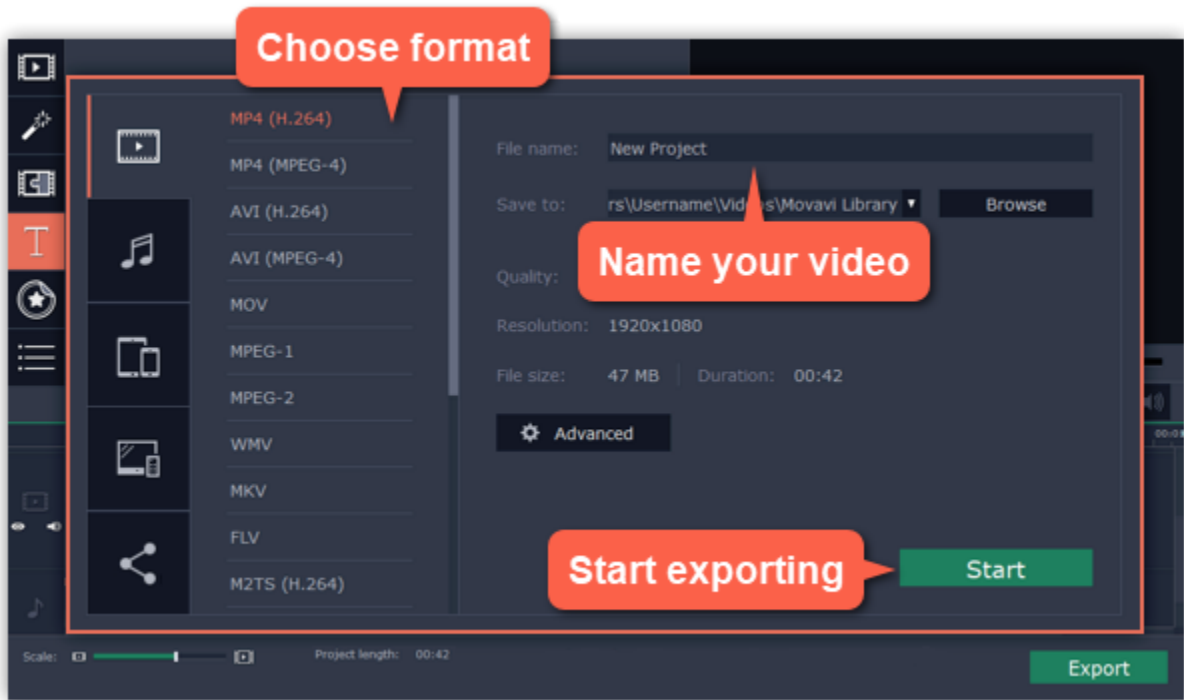 Choose format
MP4 (H.264)
MP4 (MPEG-4)
AVI (H.264)
AVI (MPEG-4)
MOV
MPEG-1
MPEG-2
WMV
MKV
FLV
M2TS (H.264)
File name: New Project
Save to: rs\Username\Videos\Movavi Library Browse
Name your video
Quality:
Resolution: 1920x1080
File size: 47 MB Duration: 00:42
Advanced
Start exporting
Start
T
Scale: Project length: 00:42
Export